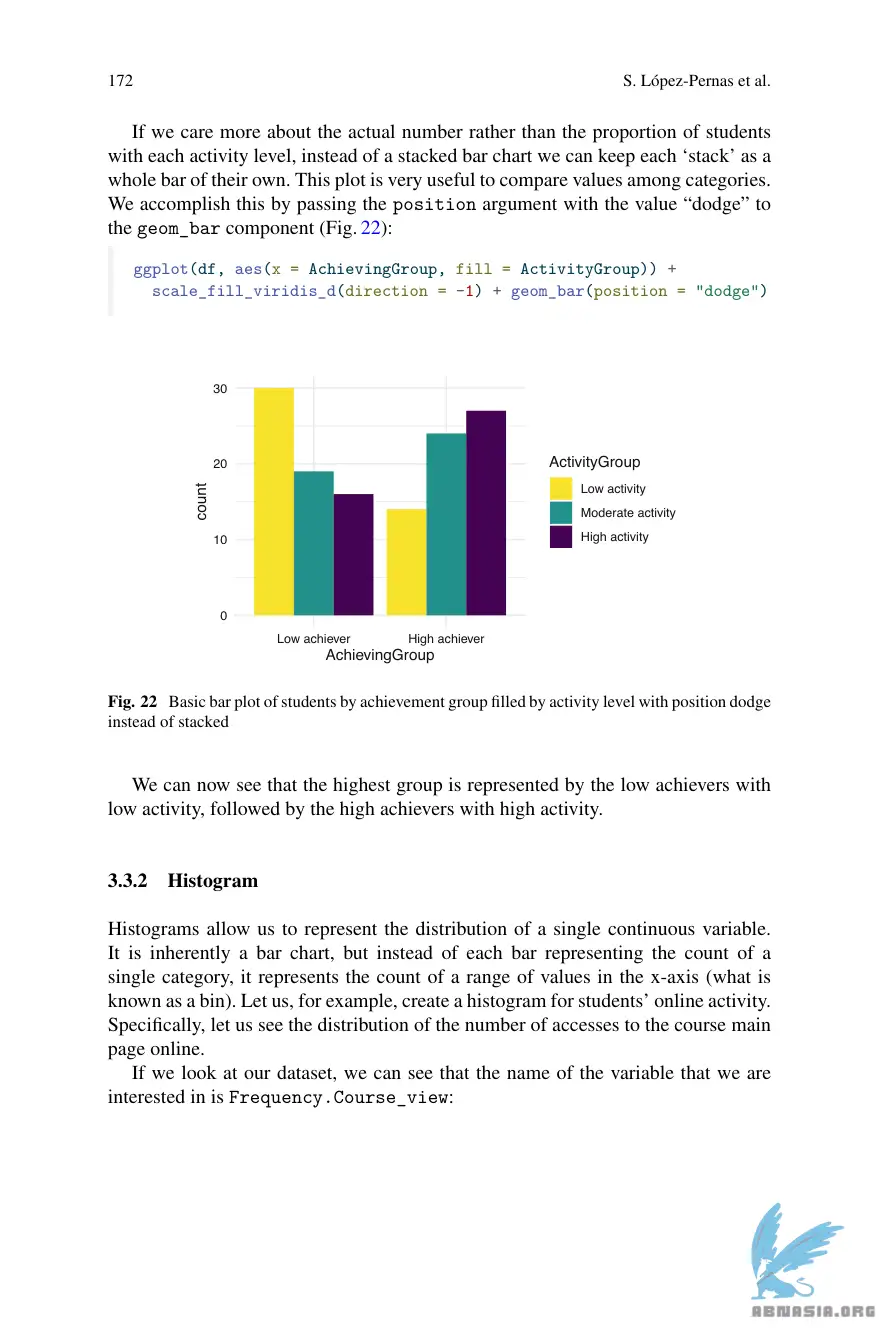 172
S. López-Pernas et al.
If we care more about the actual number rather than the proportion of students
with each activity level, instead of a stacked bar chart we can keep each ‘stack’ as a
whole bar of their own. This plot is very useful to compare values among categories.
We accomplish this by passing the position argument with the value “dodge” to
the geom_bar component (Fig. 22):
ggplot(df, aes(x = AchievingGroup, fill = ActivityGroup)) +
scale_fill_viridis_d(direction = -1) + geom_bar(position = "dodge")
30
20
10
0
count
Low achiever
High achiever
AchievingGroup
ActivityGroup
Low activity
Moderate activity
High activity
Fig. 22 Basic bar plot of students by achievement group filled by activity level with position dodge
instead of stacked
We can now see that the highest group is represented by the low achievers with
low activity, followed by the high achievers with high activity.
3.3.2 Histogram
Histograms allow us to represent the distribution of a single continuous variable.
It is inherently a bar chart, but instead of each bar representing the count of a
single category, it represents the count of a range of values in the x-axis (what is
known as a bin). Let us, for example, create a histogram for students’ online activity.
Specifically, let us see the distribution of the number of accesses to the course main
page online.
If we look at our dataset, we can see that the name of the variable that we are
interested in is Frequency.Course_view:
ABNASIA.ORG